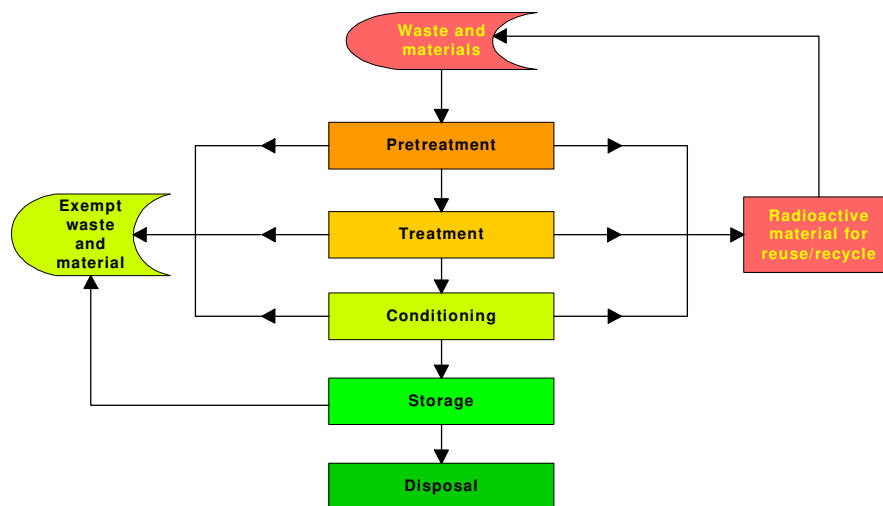 Waste and
materials
Pretreatment
Exempt
waste
and
material
Treatment
Radioactive
material for
reuse/recycle
Conditioning
Storage
Disposal